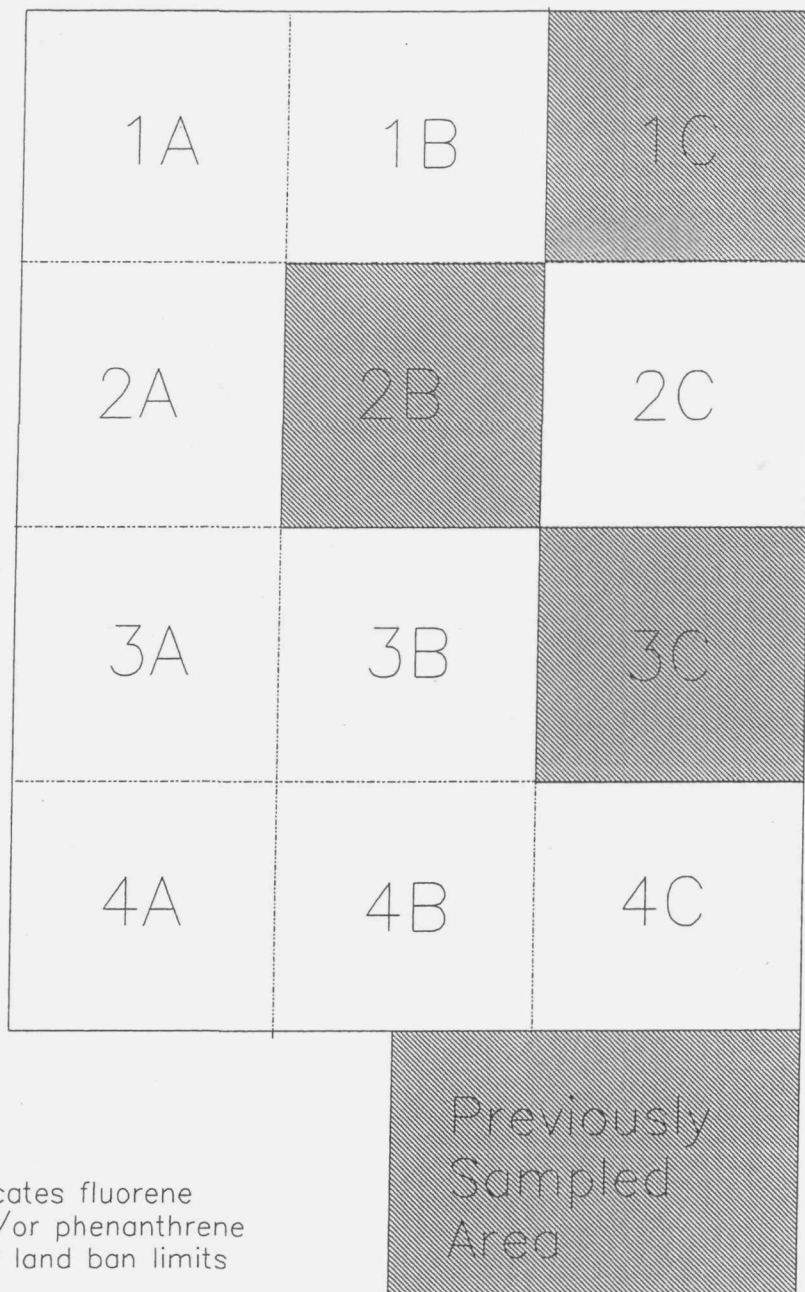 1A 1B 1C
2A 2B 2C
3A 3B 3C
4A 4B 4C
Previously
Sampled
Area
cates fluorene
/or phenanthrene
land ban limits